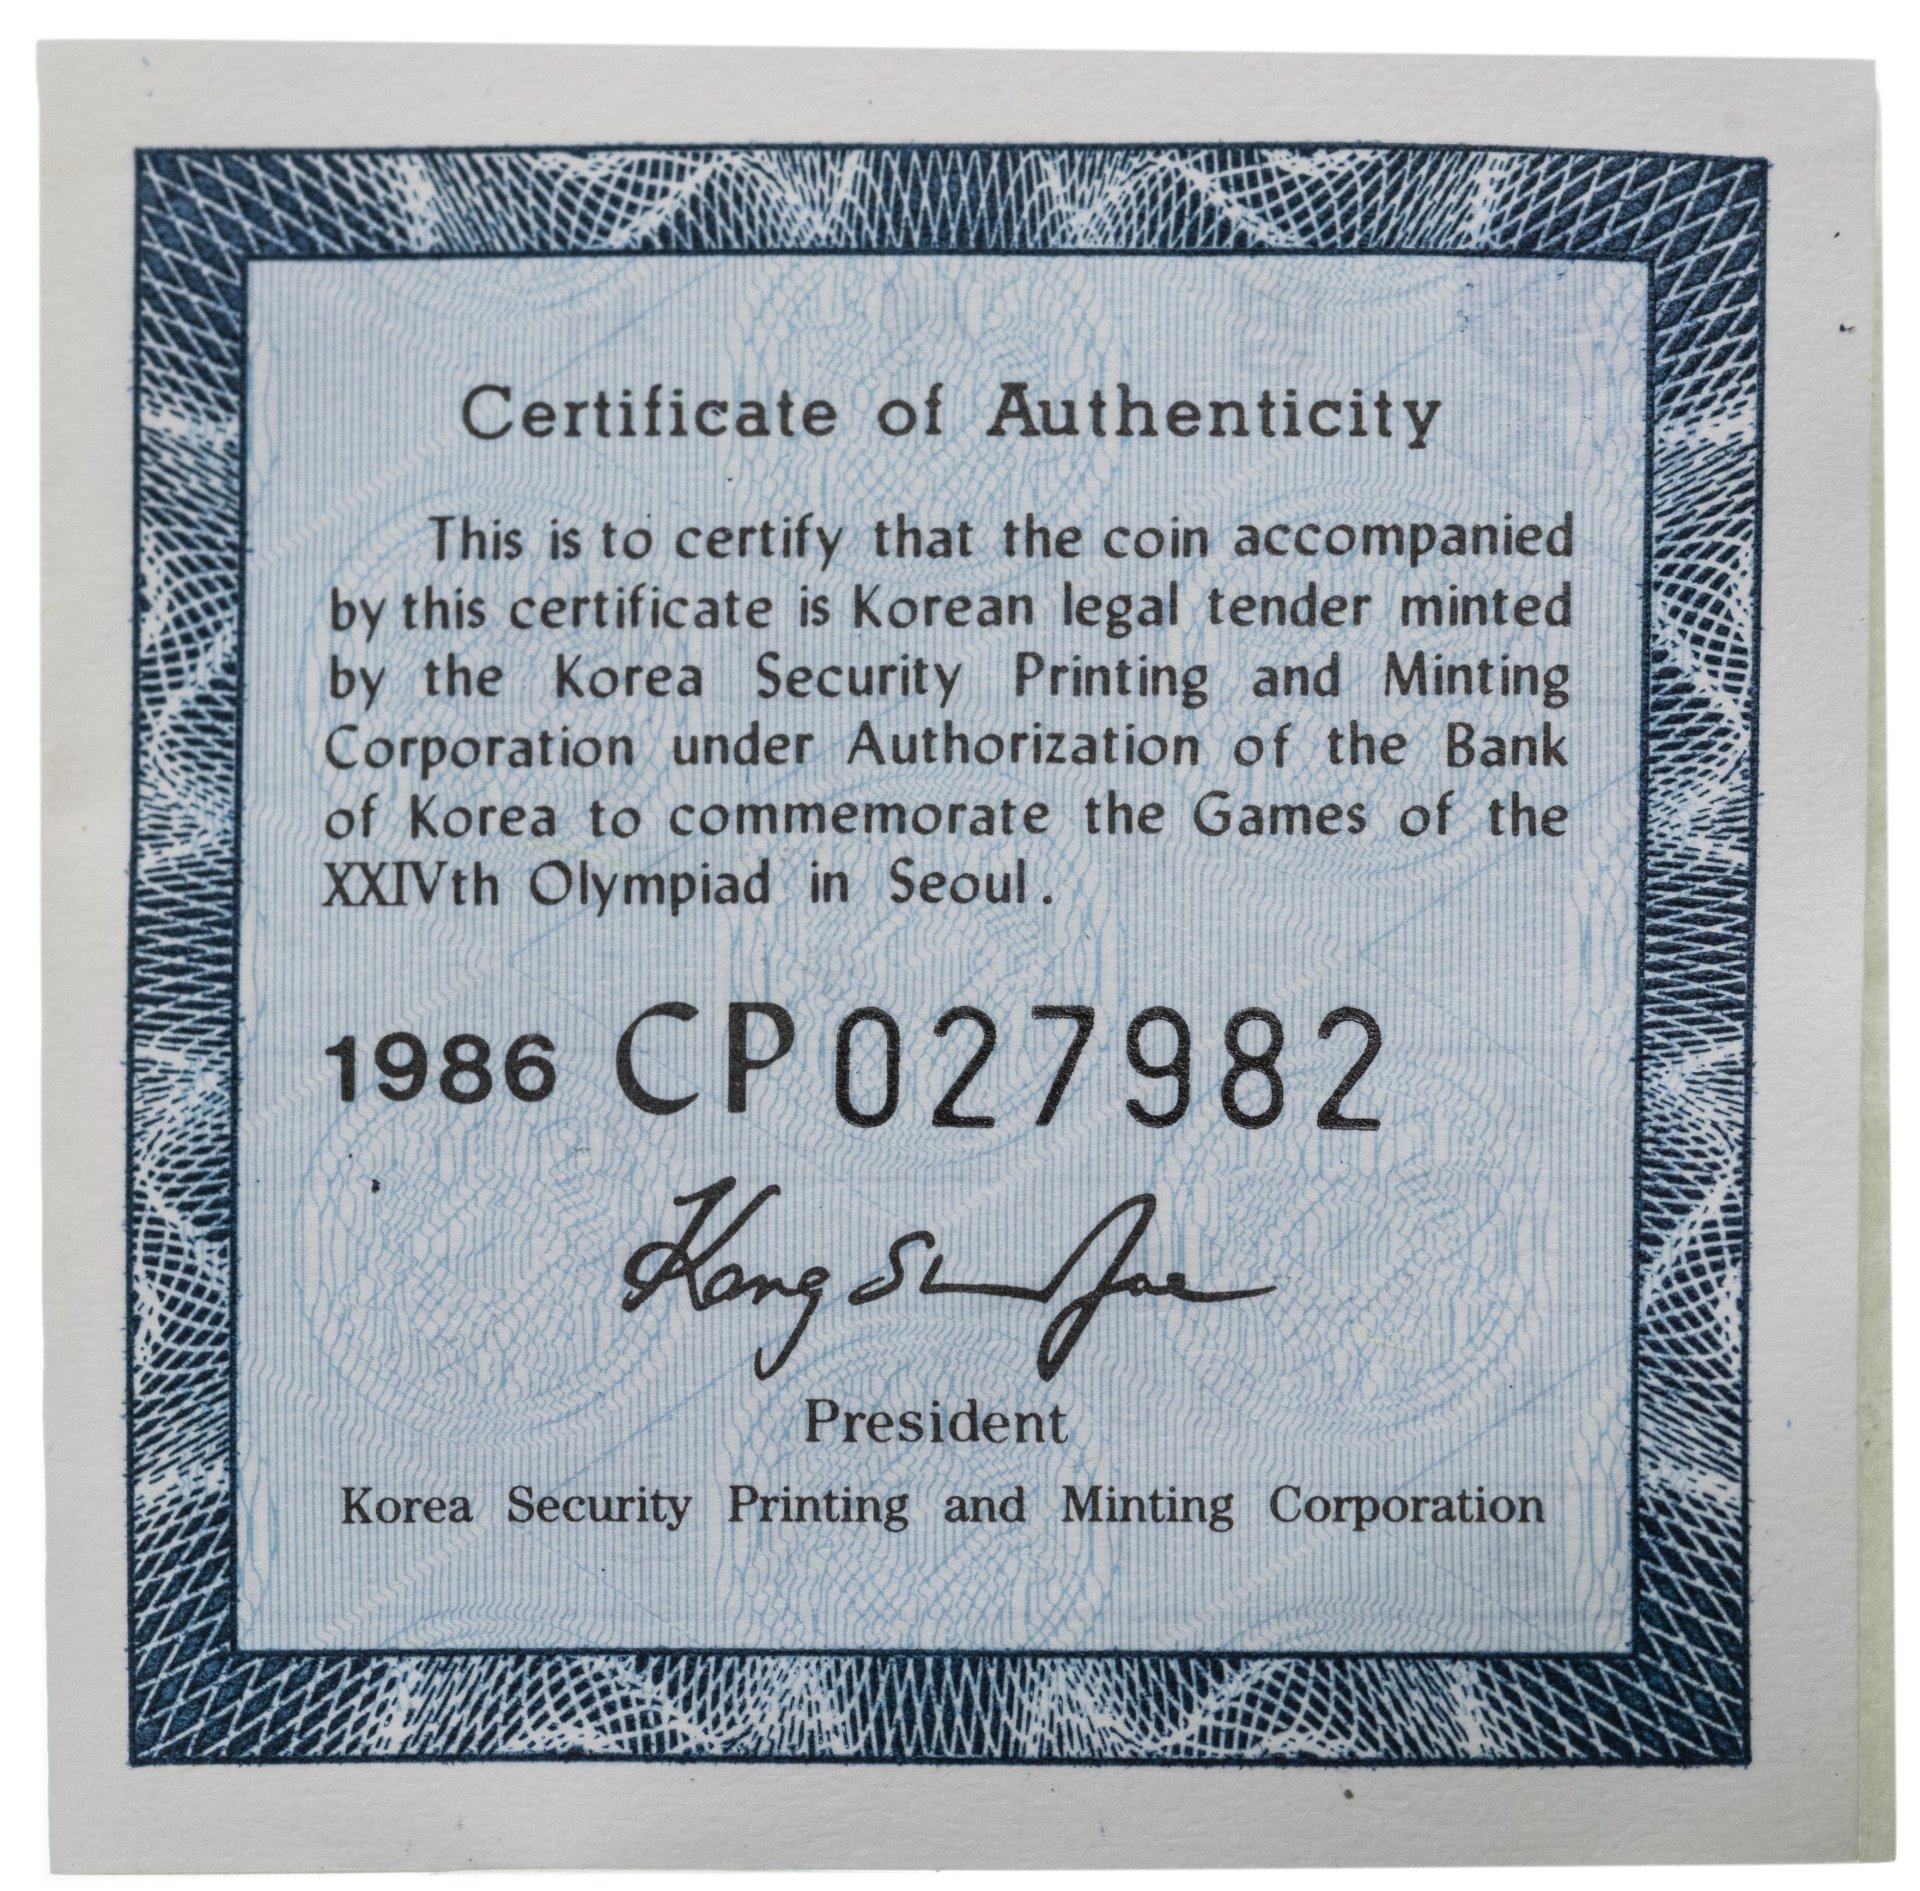 Certificate of Authenticity
This is to certify that the coin accompanied
by this certificate is Korean legal tender minted
by the Korea Security Printing and Minting
Corporation under Authorization of the Bank
of Korea to commemorate the Games of the
XXIVth Olympiad in Seoul.
1986 CP027982
Kang
President
Korea Security Printing and Minting Corporation